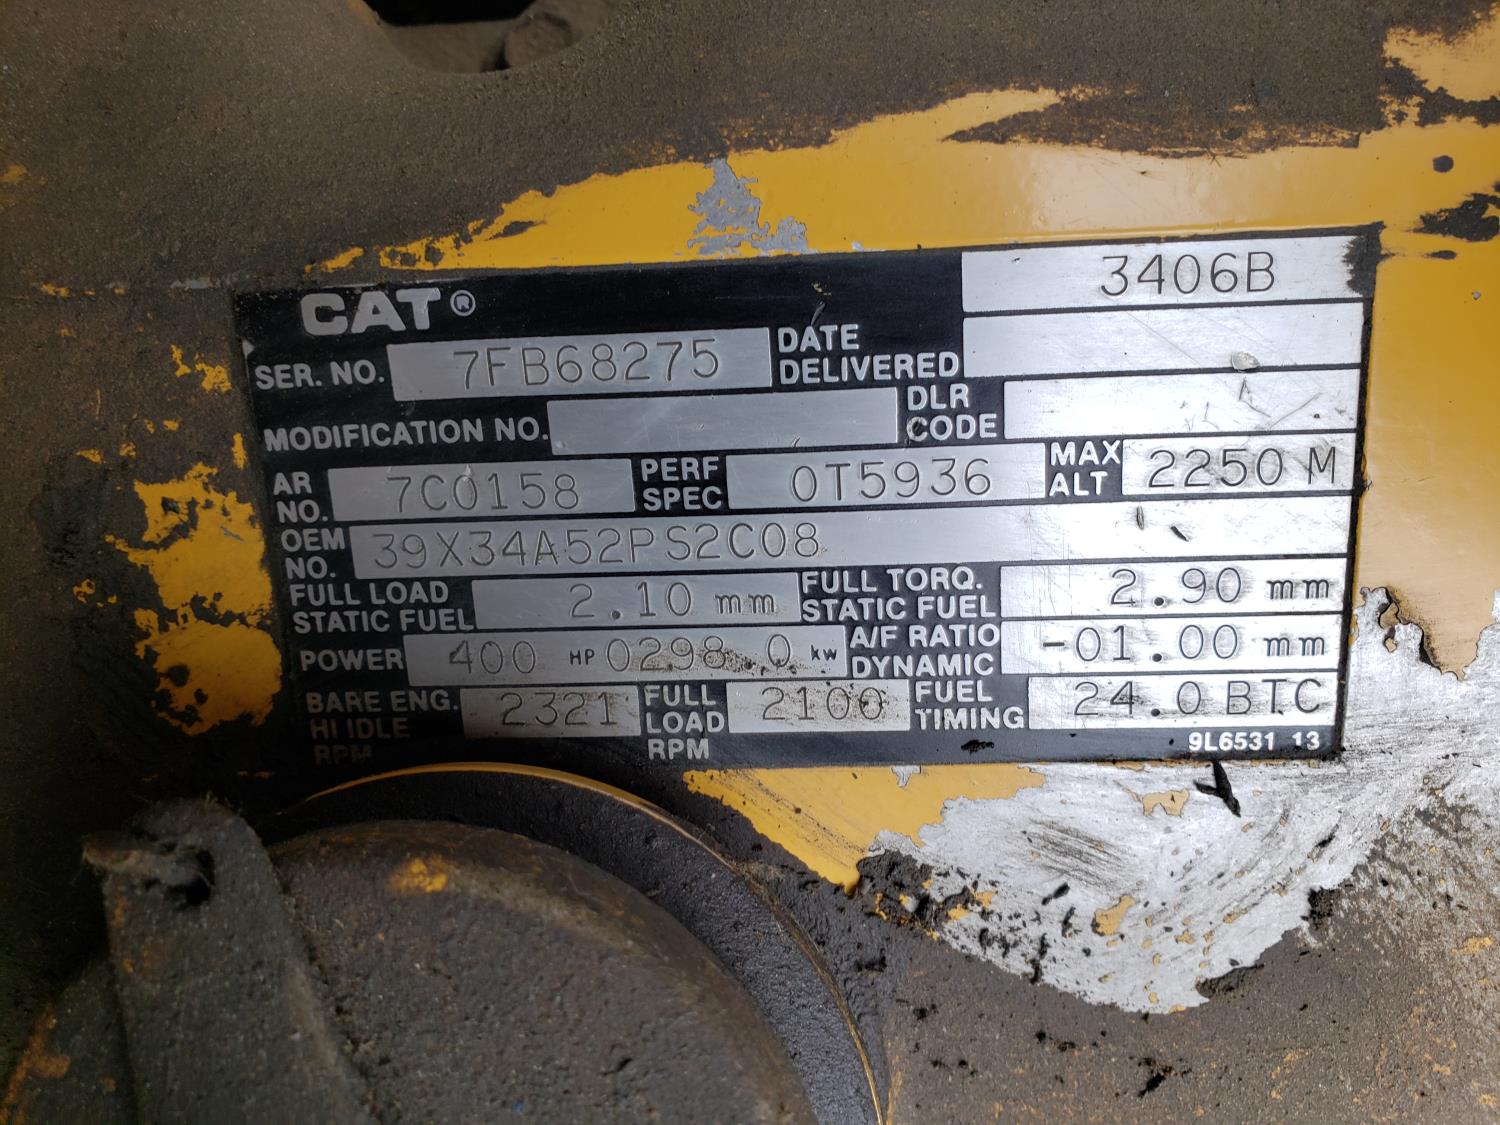 CAT® 3406B
SER. NO. 7FB68275 DATE DELIVERED
MODIFICATION NO. DLR CODE
AR NO. 7C0158 PERF SPEC 0T5936 MAX ALT 2250 M
OEM NO. 39X34A52PS2C08
FULL LOAD STATIC FUEL 2.10 mm FULL TORQ. STATIC FUEL 2.90 mm
POWER 400 HP 0298.0 kw A/F RATIO DYNAMIC -01.00 mm
BARE ENG. HI IDLE RPM 2321 FULL LOAD RPM 2100 FUEL TIMING 24.0 BTC
9L6531 13